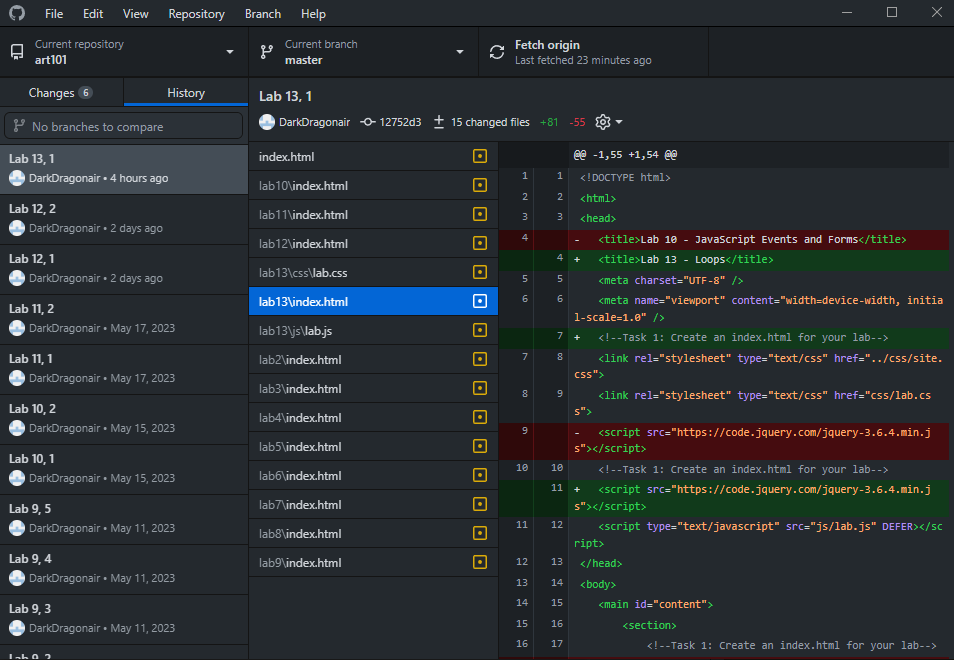 File Edit View Repository Branch Help
Current repository
art101
Current branch
master
Fetch origin
Last fetched 23 minutes ago
Changes 6
History
No branches to compare
Lab 13, 1
DarkDragonair • 4 hours ago
Lab 12, 2
DarkDragonair • 2 days ago
Lab 12, 1
DarkDragonair • 2 days ago
Lab 11, 2
DarkDragonair • May 17, 2023
Lab 11, 1
DarkDragonair • May 17, 2023
Lab 10, 2
DarkDragonair • May 15, 2023
Lab 10, 1
DarkDragonair • May 15, 2023
Lab 9, 5
DarkDragonair • May 11, 2023
Lab 9, 4
DarkDragonair • May 11, 2023
Lab 9, 3
DarkDragonair • May 11, 2023
Lab 9, 2
Lab 13, 1
DarkDragonair 12752d3 15 changed files +81 -55
index.html
lab10\index.html
lab11\index.html
lab12\index.html
lab13\css\lab.css
lab13\index.html
lab13\js\lab.js
lab2\index.html
lab3\index.html
lab4\index.html
lab5\index.html
lab6\index.html
lab7\index.html
lab8\index.html
lab9\index.html
@@ -1,55 +1,54 @@
1 1 <!DOCTYPE html>
2 2 <html>
3 3 <head>
4 - <title>Lab 10 - JavaScript Events and Forms</title>
4 + <title>Lab 13 - Loops</title>
5 5 <meta charset="UTF-8" />
6 6 <meta name="viewport" content="width=device-width, initia
l-scale=1.0" />
7 + <!--Task 1: Create an index.html for your lab-->
7 8 <link rel="stylesheet" type="text/css" href="../css/site.
css">
8 9 <link rel="stylesheet" type="text/css" href="css/lab.cs
s">
9 - <script src="https://code.jquery.com/jquery-3.6.4.min.j
s"></script>
10 10 <!--Task 1: Create an index.html for your lab-->
11 + <script src="https://code.jquery.com/jquery-3.6.4.min.j
s"></script>
11 12 <script type="text/javascript" src="js/lab.js" DEFER></sc
ript>
12 13 </head>
13 14 <body>
14 15 <main id="content">
15 16 <section>
16 17 <!--Task 1: Create an index.html for your lab-->